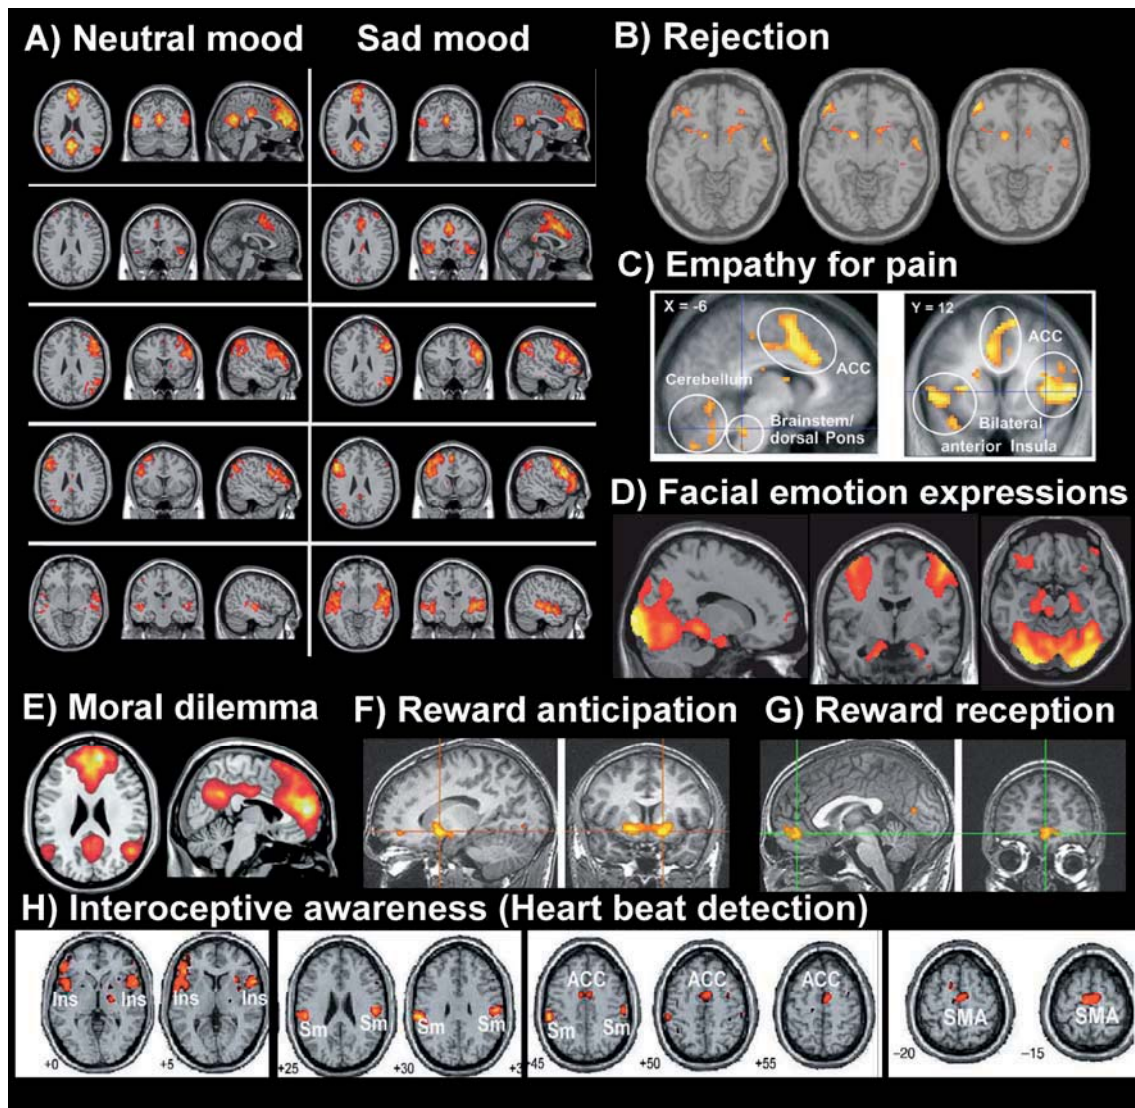 A) Neutral mood
Sad mood
B) Rejection
C) Empathy for pain
X = -6
ACC
Cerebellum
Brainstem/
dorsal Pons
Y = 12
ACC
Bilateral
anterior Insula
D) Facial emotion expressions
E) Moral dilemma
F) Reward anticipation
G) Reward reception
H) Interoceptive awareness (Heart beat detection)
Ins
Ins
Ins
Ins
+0
+5
Sm
Sm
Sm
Sm
+25
+30
+3
ACC
ACC
ACC
Sm
Sm
-45
+50
+55
SMA
SMA
−20
−15